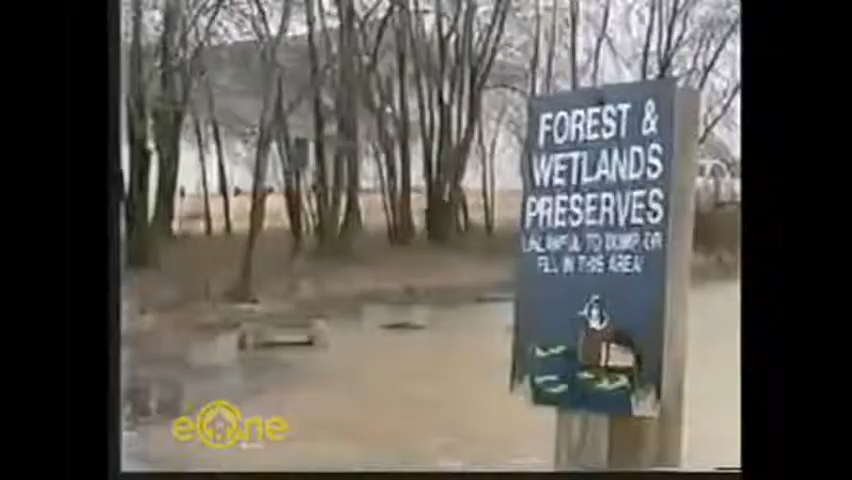 FOREST &
WETLANDS
PRESERVES
UNLAWFUL TO DUMP OR
FILL IN THIS AREA
eOne